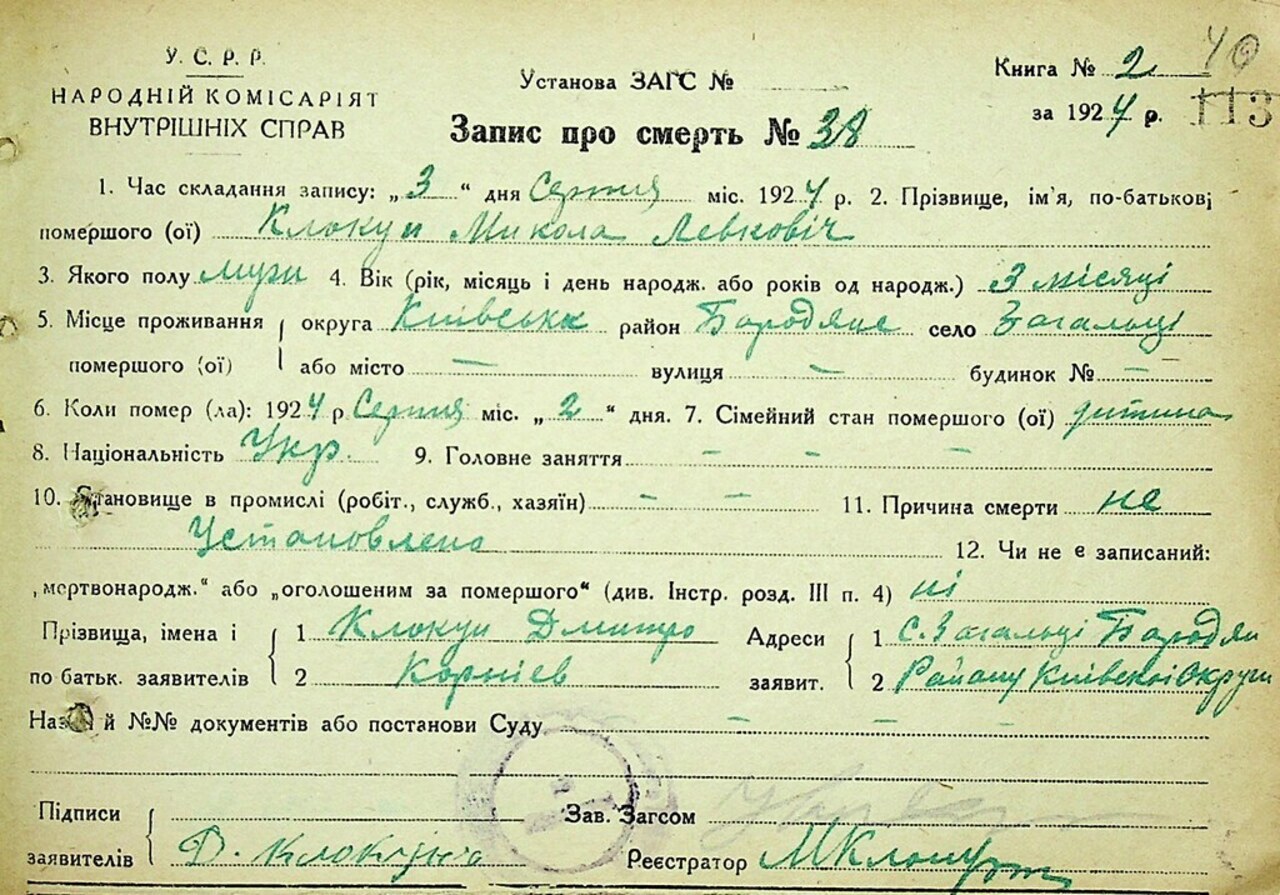 У. С. Р. Р.
НАРОДНІЙ КОМІСАРІЯТ
ВНУТРІШНІХ СПРАВ
Установа ЗАГС №
Запис про смерть № 38
Книга № 2
40
за 1924 р.
113
1. Час складання запису: „3“ дня Серпня міс. 1924 р. 2. Прізвище, ім'я, по-батькові
помершого (ої) Клокун Микола Левковіч
3. Якого полу муж 4. Вік (рік, місяць і день народж. або років од народж.) 3 місяці
5. Місце проживання округа Київська район Бородянс село Загальці
помершого (ої) або місто — вулиця — будинок № —
6. Коли помер (ла): 1924 р Серпня міс. „2“ дня. 7. Сімейний стан помершого (ої) дитина
8. Національність Укр. 9. Головне заняття — — —
10. Становище в промислі (робіт., служб., хазяїн) — — 11. Причина смерти не
Установлена 12. Чи не є записаний:
„мертвонародж.“ або „оголошеним за помершого“ (див. Інстр. розд. III п. 4) ні
Прізвища, імена і 1 Клокун Дмитро Адреси 1 С. Загальці Бородян
по батьк. заявителів 2 Корнієв заявит. 2 Району Київскої Округи
Назви й №№ документів або постанови Суду — — —
Підписи Зав. Загсом
заявителів Д. Клокун Реєстратор